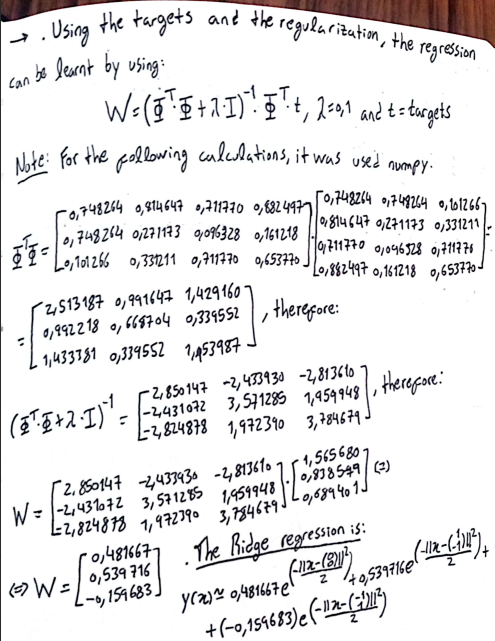 → . Using the targets and the regularization, the regression
can be learnt by using:
W=(Φ^T·Φ+λ·I)^-1·Φ^T·t, λ=0,1 and t=targets
Note: For the following calculations, it was used numpy.
Φ^TΦ= [0,748264 0,814647 0,711770 0,882497; 0,748264 0,271173 0,096328 0,161218; 0,101266 0,331211 0,711770 0,653770]·[0,748264 0,748264 0,101266; 0,814647 0,271173 0,331211; 0,711770 0,096328 0,711770; 0,882497 0,161218 0,653770]=
= [2,513187 0,991647 1,429160; 0,992218 0,668704 0,339552; 1,433381 0,339552 1,053987], therefore:
(Φ^T·Φ+λ·I)^-1 = [2,850147 -2,433930 -2,813610; -2,431072 3,571285 1,959948; -2,824878 1,972390 3,784679], therefore:
W = [2,850147 -2,433930 -2,813610; -2,431072 3,571285 1,959948; -2,824878 1,972390 3,784679]·[1,565680; 0,838549; 0,689401] (=)
(=) W = [0,481667; 0,539716; -0,159683]
. The Ridge regression is:
y(x)≈ 0,481667e^(-||x-(0 0)||²/2)+0,539716e^(-||x-(1 -1)||²/2)+
+(-0,159683)e^(-||x-(-1 1)||²/2)